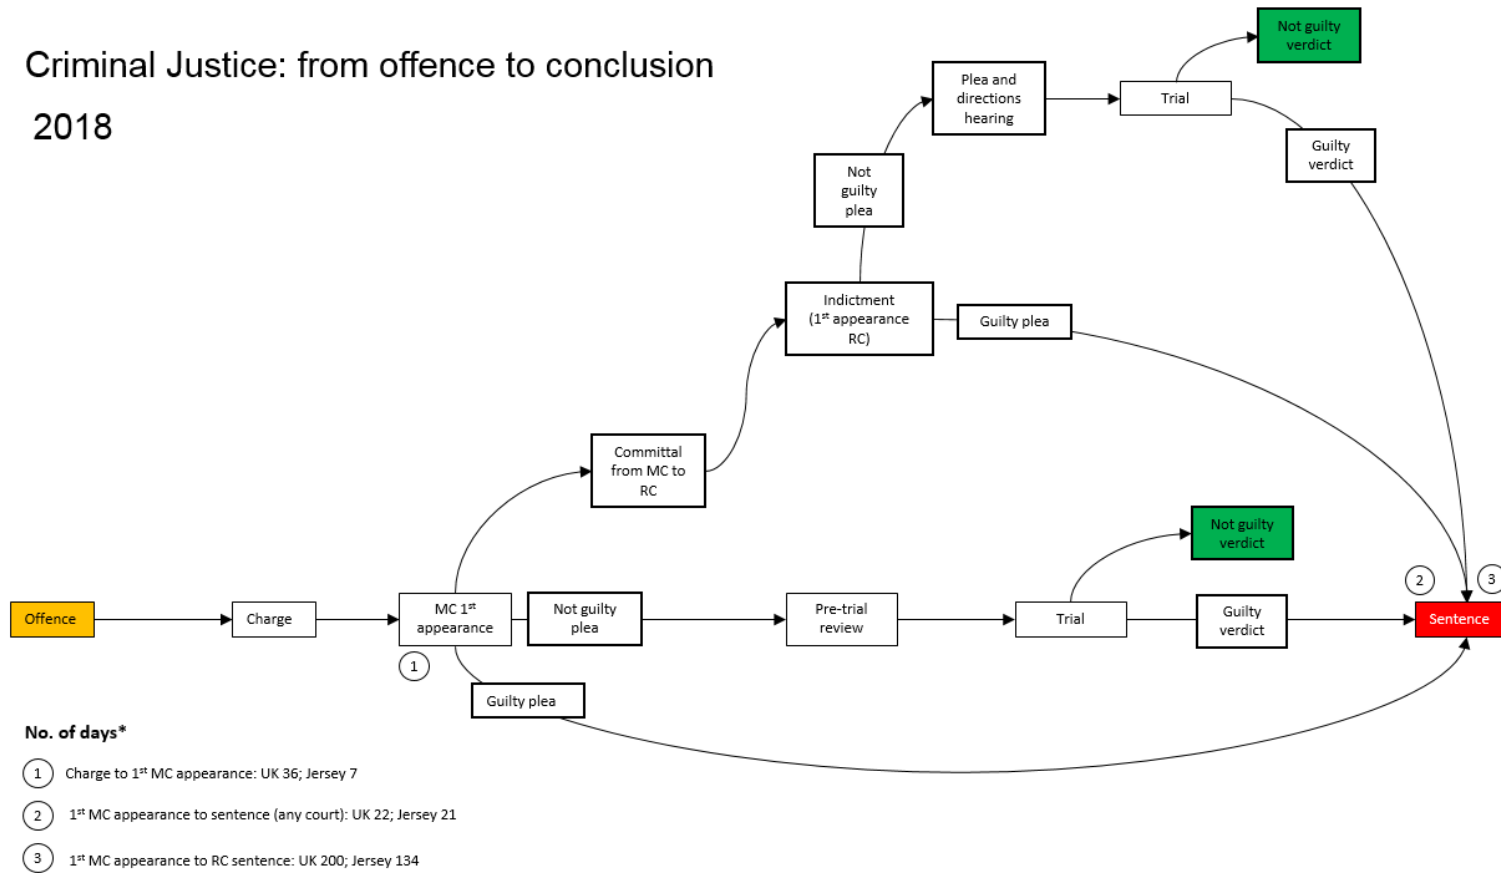 Criminal Justice: from offence to conclusion
2018
Not guilty
verdict
Plea and
directions
hearing
Trial
Guilty
verdict
Not
guilty
plea
Indictment
(1st appearance
RC)
Guilty plea
Committal
from MC to
RC
Not guilty
verdict
2
3
Offence
Charge
MC 1st
appearance
Not guilty
plea
Pre-trial
review
Trial
Guilty
verdict
Sentence
1
Guilty plea
No. of days*
1 Charge to 1st MC appearance: UK 36; Jersey 7
2 1st MC appearance to sentence (any court): UK 22; Jersey 21
3 1st MC appearance to RC sentence: UK 200; Jersey 134